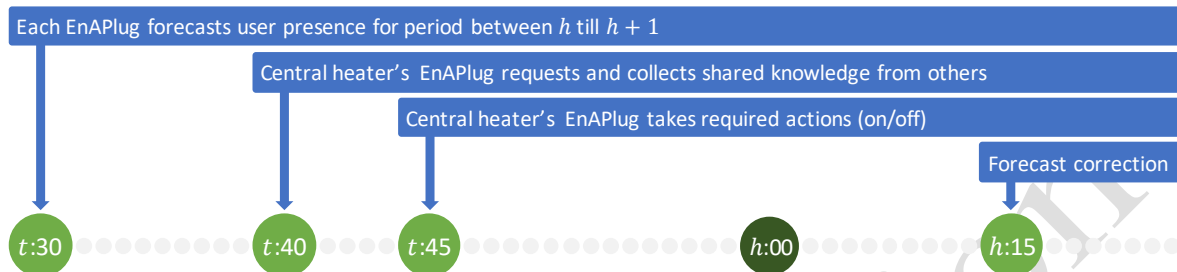 Each EnAPlug forecasts user presence for period between h till h + 1
Central heater's EnAPlug requests and collects shared knowledge from others
Central heater's EnAPlug takes required actions (on/off)
Forecast correction
t:30
t:40
t:45
h:00
h:15